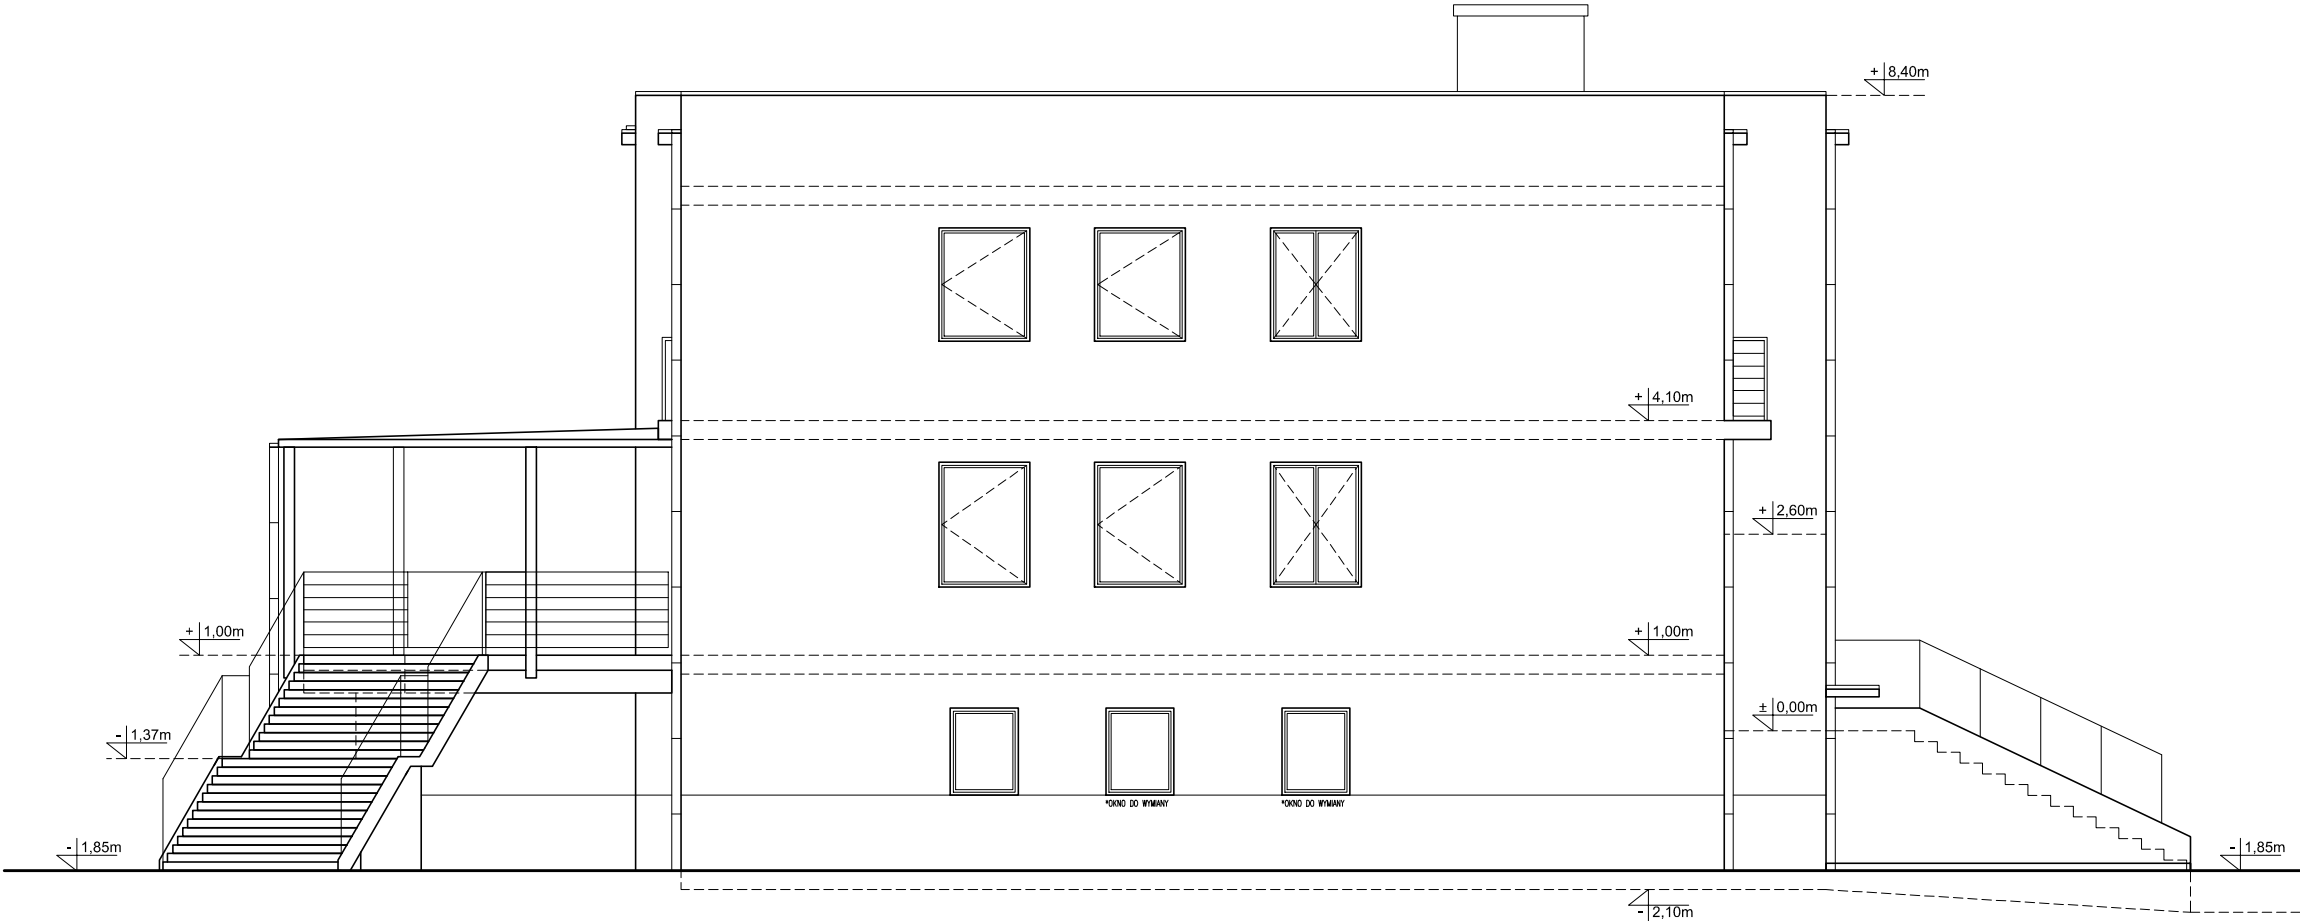 + 8,40m
+ 4,10m
+ 2,60m
+ 1,00m
+ 1,00m
± 0,00m
- 1,37m
*OKNO DO WYMIANY
*OKNO DO WYMIANY
- 1,85m
- 1,85m
- 2,10m